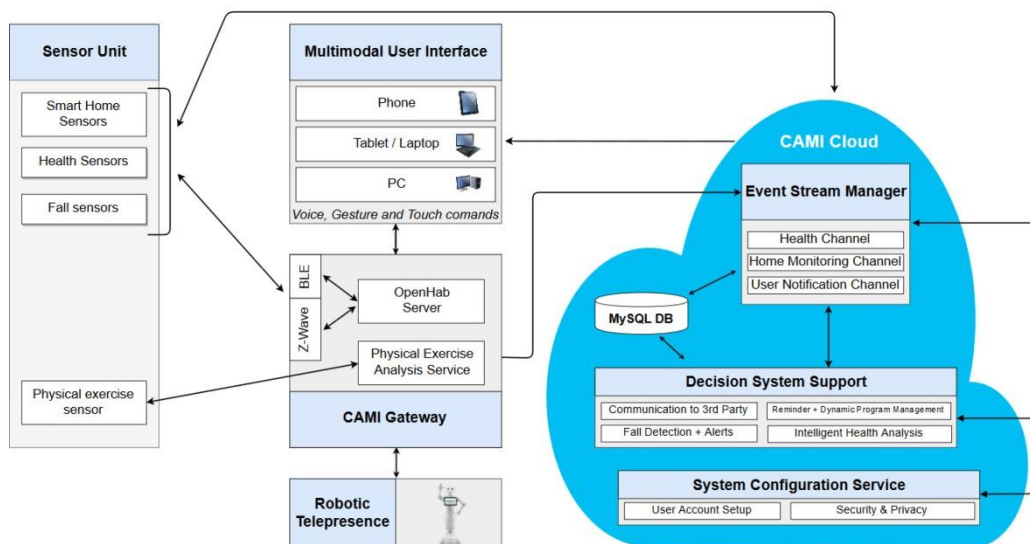 Sensor Unit
Smart Home
Sensors
Health Sensors
Fall sensors
Physical exercise
sensor
Multimodal User Interface
Phone
Tablet / Laptop
PC
Voice, Gesture and Touch comands
BLE
Z-Wave
OpenHab
Server
Physical Exercise
Analysis Service
CAMI Gateway
Robotic
Telepresence
CAMI Cloud
Event Stream Manager
Health Channel
Home Monitoring Channel
User Notification Channel
MySQL DB
Decision System Support
Communication to 3rd Party
Reminder + Dynamic Program Management
Fall Detection + Alerts
Intelligent Health Analysis
System Configuration Service
User Account Setup
Security & Privacy